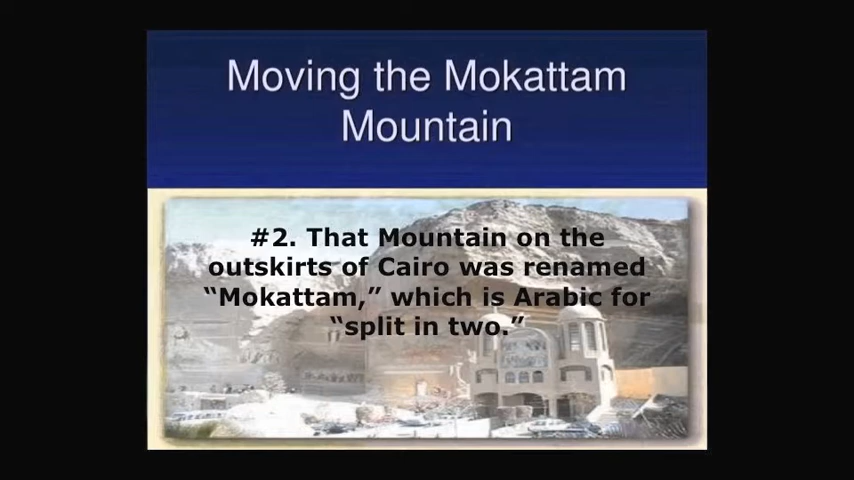 Moving the Mokattam
Mountain
#2. That Mountain on the
outskirts of Cairo was renamed
“Mokattam,” which is Arabic for
“split in two.”